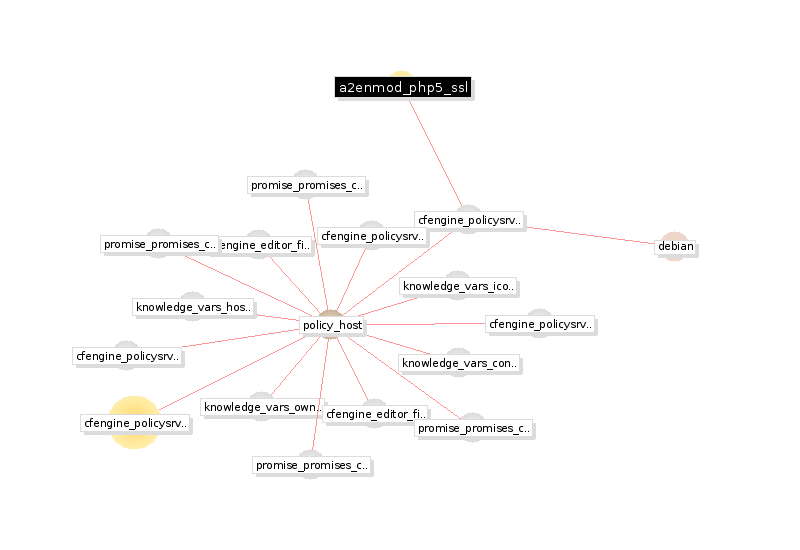 a2enmod_php5_ssl
promise_promises_c..
cfengine_policysrv..
promise_promises_c..
engine_editor_fi..
cfengine_policysrv..
debian
knowledge_vars_ico..
knowledge_vars_hos..
policy_host
cfengine_policysrv..
cfengine_policysrv..
knowledge_vars_con..
knowledge_vars_own..
cfengine_editor_fi..
cfengine_policysrv..
promise_promises_c..
promise_promises_c..